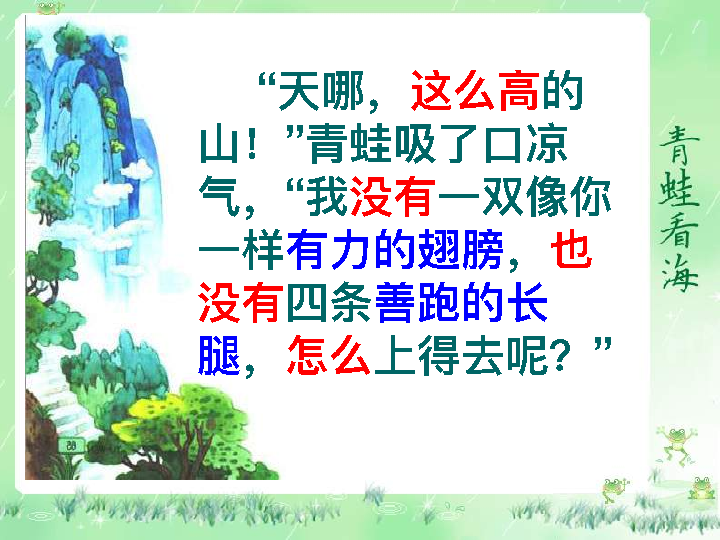 “天哪，这么高的
山！”青蛙吸了口凉
气，“我没有一双像你
一样有力的翅膀，也
没有四条善跑的长
腿，怎么上得去呢？”
青蛙看海